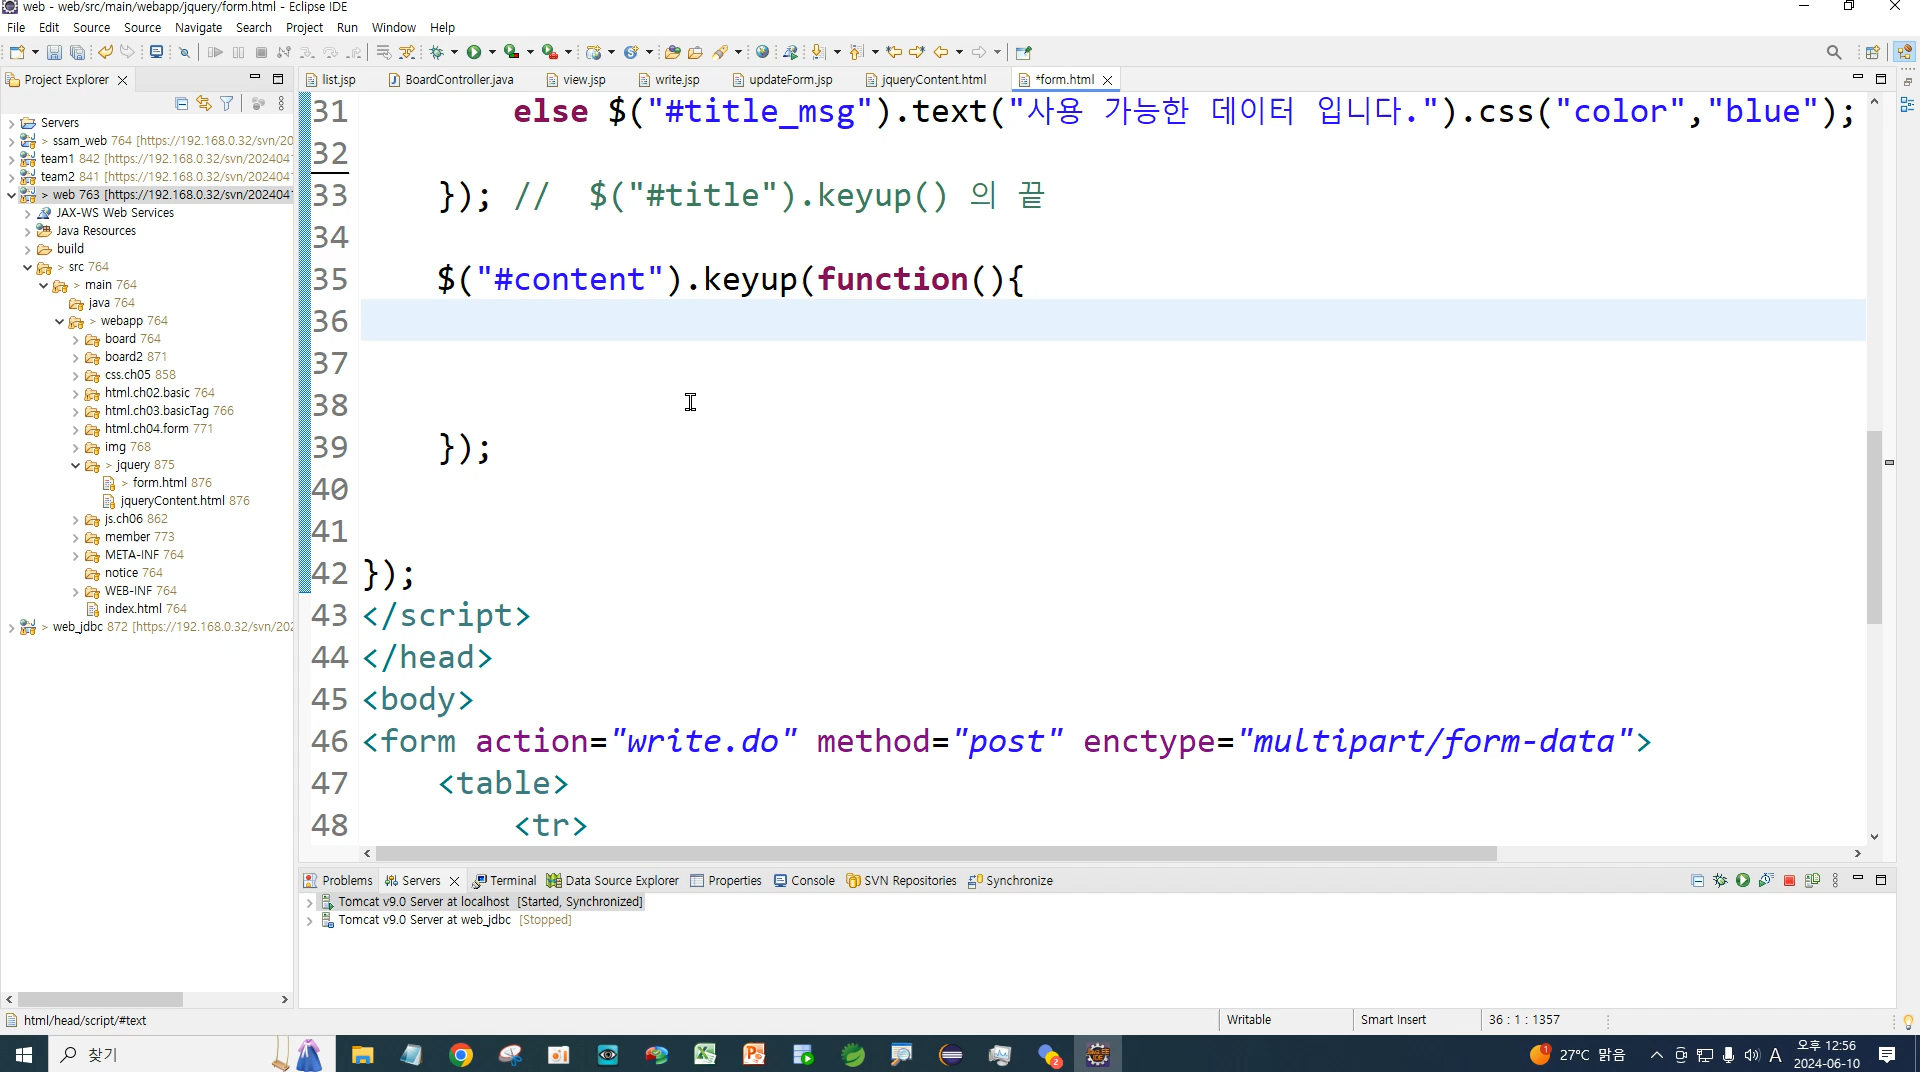 web - web/src/main/webapp/jquery/form.html - Eclipse IDE
File Edit Source Source Navigate Search Project Run Window Help
Project Explorer
list.jsp BoardController.java view.jsp write.jsp updateForm.jsp jqueryContent.html *form.html
Servers
> ssam_web 764 [https://192.168.0.32/svn/20
team1 842 [https://192.168.0.32/svn/202404
team2 841 [https://192.168.0.32/svn/202404
> web 763 [https://192.168.0.32/svn/202404
JAX-WS Web Services
Java Resources
build
> src 764
> main 764
java 764
> webapp 764
board 764
board2 871
css.ch05 858
html.ch02.basic 764
html.ch03.basicTag 766
html.ch04.form 771
img 768
> jquery 875
> form.html 876
jqueryContent.html 876
js.ch06 862
member 773
META-INF 764
notice 764
WEB-INF 764
index.html 764
> web_jdbc 872 [https://192.168.0.32/svn/202
31 else $("#title_msg").text("사용 가능한 데이터 입니다.").css("color","blue");
32
33 }); // $("#title").keyup() 의 끝
34
35 $("#content").keyup(function(){
36
37
38
39 });
40
41
42 });
43 </script>
44 </head>
45 <body>
46 <form action="write.do" method="post" enctype="multipart/form-data">
47 <table>
48 <tr>
Problems Servers Terminal Data Source Explorer Properties Console SVN Repositories Synchronize
Tomcat v9.0 Server at localhost [Started, Synchronized]
Tomcat v9.0 Server at web_jdbc [Stopped]
html/head/script/#text Writable Smart Insert 36 : 1 : 1357
찾기 27°C 맑음 A 오후 12:56
2024-06-10